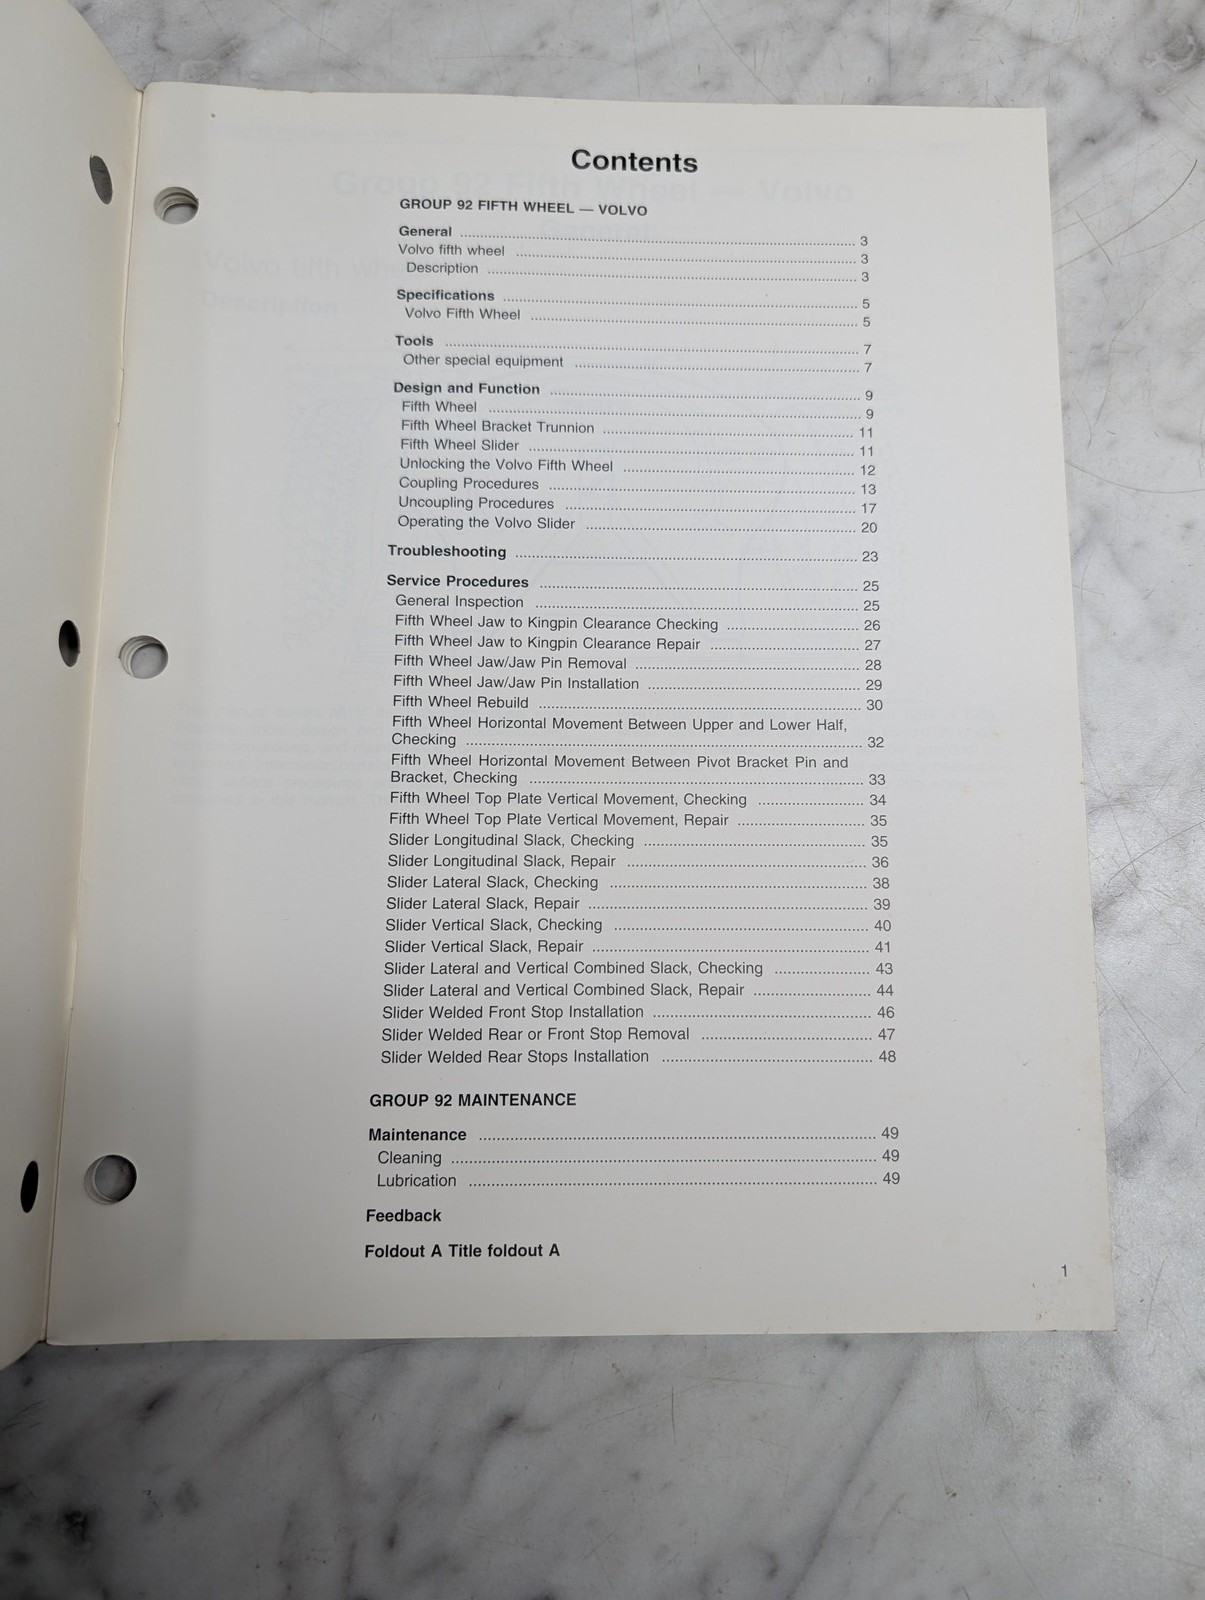 Contents
GROUP 92 FIFTH WHEEL — VOLVO
General 3
Volvo fifth wheel 3
Description 3
Specifications 5
Volvo Fifth Wheel 5
Tools 7
Other special equipment 7
Design and Function 9
Fifth Wheel 9
Fifth Wheel Bracket Trunnion 11
Fifth Wheel Slider 11
Unlocking the Volvo Fifth Wheel 12
Coupling Procedures 13
Uncoupling Procedures 17
Operating the Volvo Slider 20
Troubleshooting 23
Service Procedures 25
General Inspection 25
Fifth Wheel Jaw to Kingpin Clearance Checking 26
Fifth Wheel Jaw to Kingpin Clearance Repair 27
Fifth Wheel Jaw/Jaw Pin Removal 28
Fifth Wheel Jaw/Jaw Pin Installation 29
Fifth Wheel Rebuild 30
Fifth Wheel Horizontal Movement Between Upper and Lower Half,
Checking 32
Fifth Wheel Horizontal Movement Between Pivot Bracket Pin and
Bracket, Checking 33
Fifth Wheel Top Plate Vertical Movement, Checking 34
Fifth Wheel Top Plate Vertical Movement, Repair 35
Slider Longitudinal Slack, Checking 35
Slider Longitudinal Slack, Repair 36
Slider Lateral Slack, Checking 38
Slider Lateral Slack, Repair 39
Slider Vertical Slack, Checking 40
Slider Vertical Slack, Repair 41
Slider Lateral and Vertical Combined Slack, Checking 43
Slider Lateral and Vertical Combined Slack, Repair 44
Slider Welded Front Stop Installation 46
Slider Welded Rear or Front Stop Removal 47
Slider Welded Rear Stops Installation 48
GROUP 92 MAINTENANCE
Maintenance 49
Cleaning 49
Lubrication 49
Feedback
Foldout A Title foldout A
1